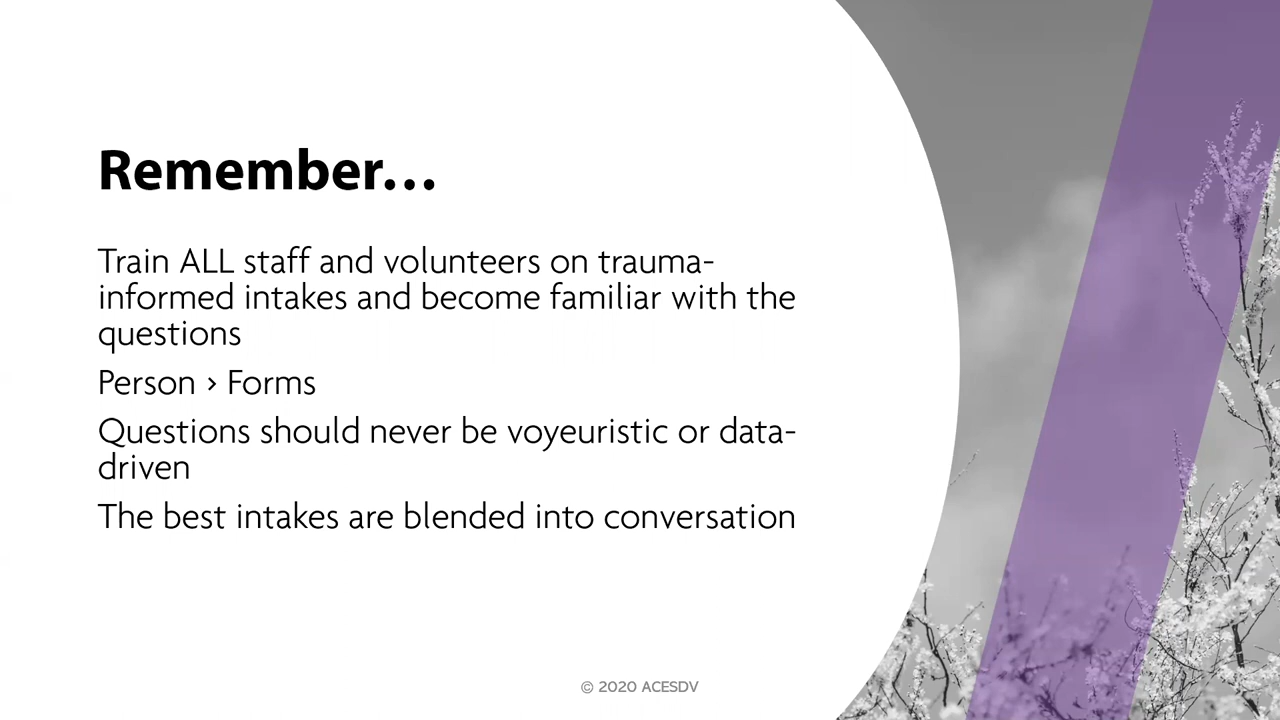 Remember...
Train ALL staff and volunteers on trauma-
informed intakes and become familiar with the
questions
Person > Forms
Questions should never be voyeuristic or data-
driven
The best intakes are blended into conversation
© 2020 ACESDV